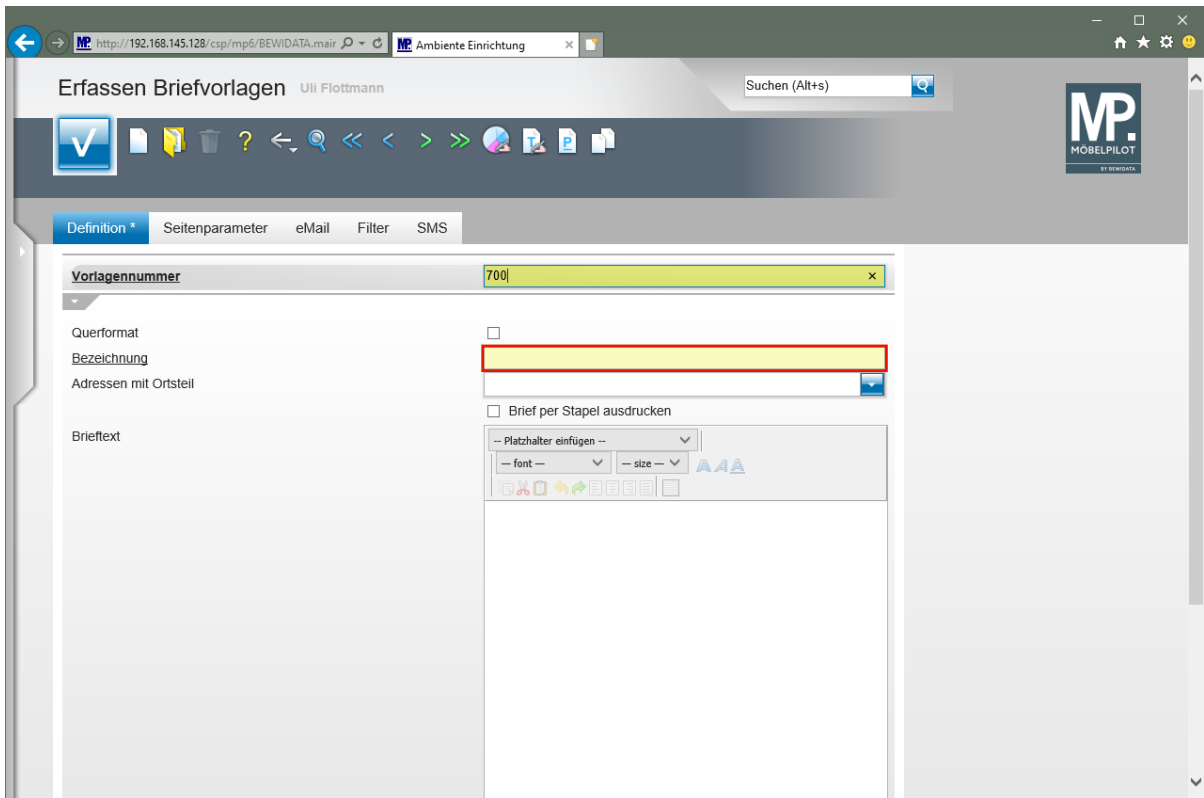 http://192.168.145.128/csp/mp6/BEWIDATA.mair
MP. Ambiente Einrichtung
Erfassen Briefvorlagen Uli Flottmann
Suchen (Alt+s)
MP.
MÖBELPILOT
BY BEWIDATA
Definition * Seitenparameter eMail Filter SMS
Vorlagennummer 700
Querformat
Bezeichnung
Adressen mit Ortsteil
Brief per Stapel ausdrucken
Brieftext
-- Platzhalter einfügen --
— font — — size — A A A